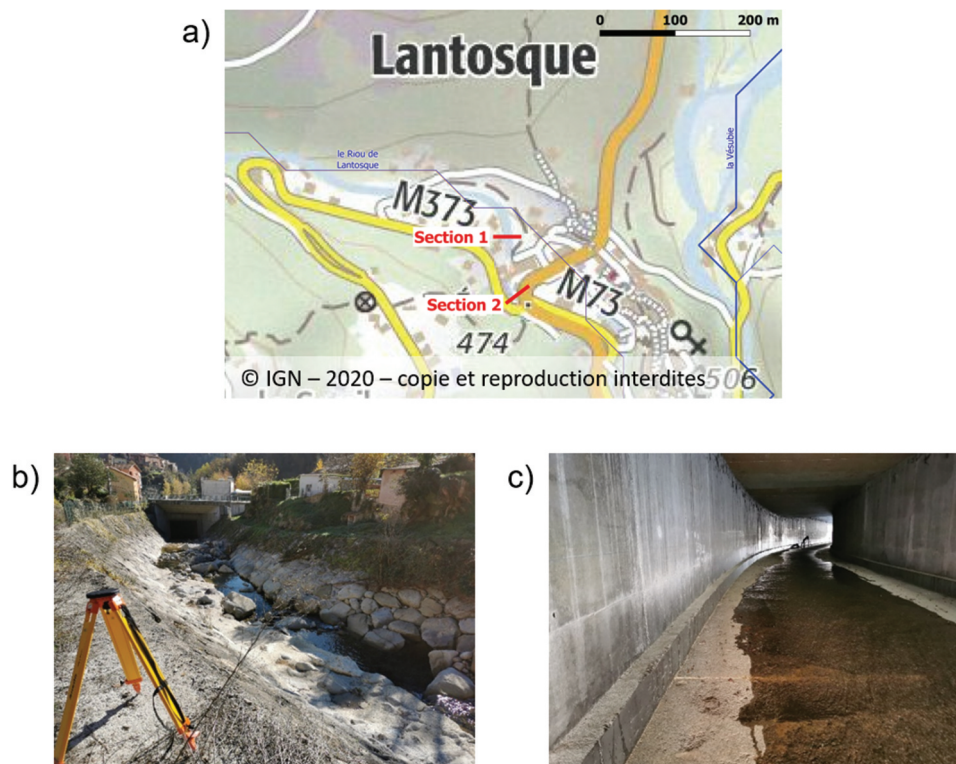 a)
0 100 200 m
Lantosque
le Riou de
Lantosque
la Vésubie
M373
Section 1
M73
Section 2
474
© IGN – 2020 – copie et reproduction interdites
506
b)
c)